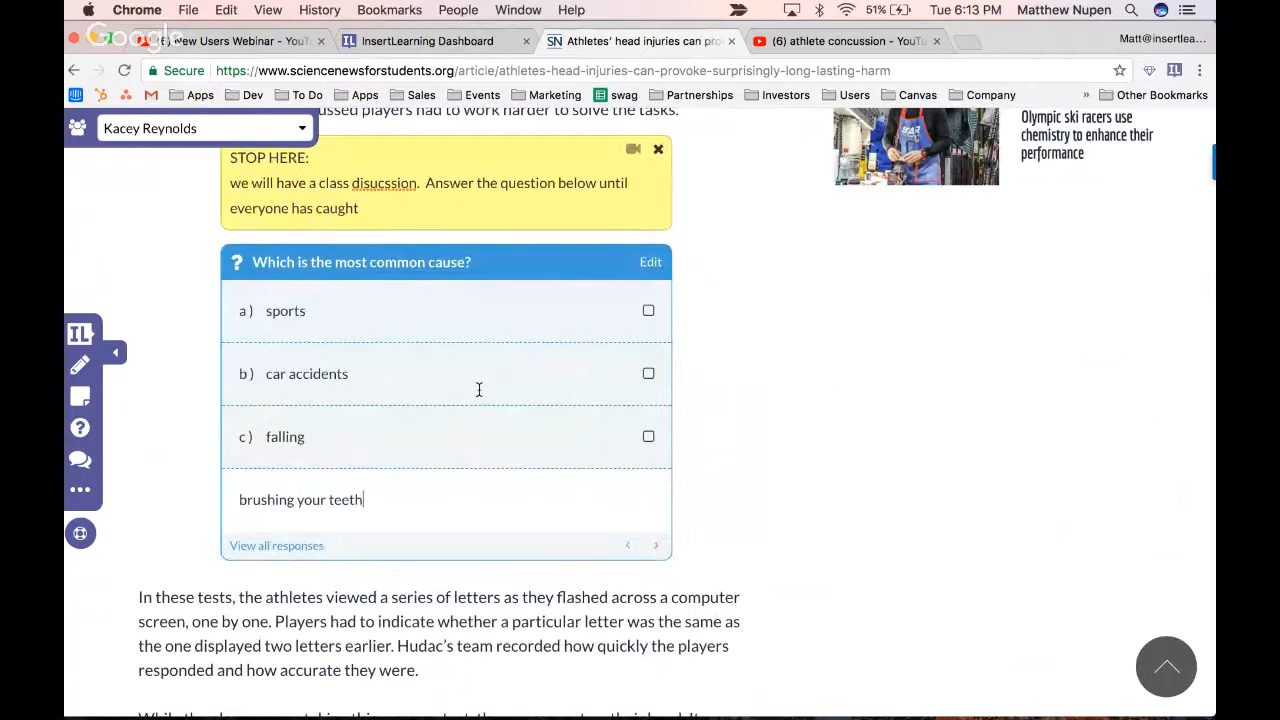 Chrome File Edit View History Bookmarks People Window Help 51% Tue 6:13 PM Matthew Nupen
Google
(6) New Users Webinar - YouT
InsertLearning Dashboard
SN Athletes' head injuries can pro
(6) athlete concussion - YouTu
Matt@insertlea...
Secure https://www.sciencenewsforstudents.org/article/athletes-head-injuries-can-provoke-surprisingly-long-lasting-harm
Apps Dev To Do Apps Sales Events Marketing swag Partnerships Investors Users Canvas Company » Other Bookmarks
Kacey Reynolds
ussed players had to work harder to solve the tasks.
Olympic ski racers use
chemistry to enhance their
performance
STOP HERE:
we will have a class disucssion. Answer the question below until
everyone has caught
? Which is the most common cause? Edit
a) sports
b) car accidents
c) falling
brushing your teeth
View all responses
IL
In these tests, the athletes viewed a series of letters as they flashed across a computer
screen, one by one. Players had to indicate whether a particular letter was the same as
the one displayed two letters earlier. Hudac's team recorded how quickly the players
responded and how accurate they were.